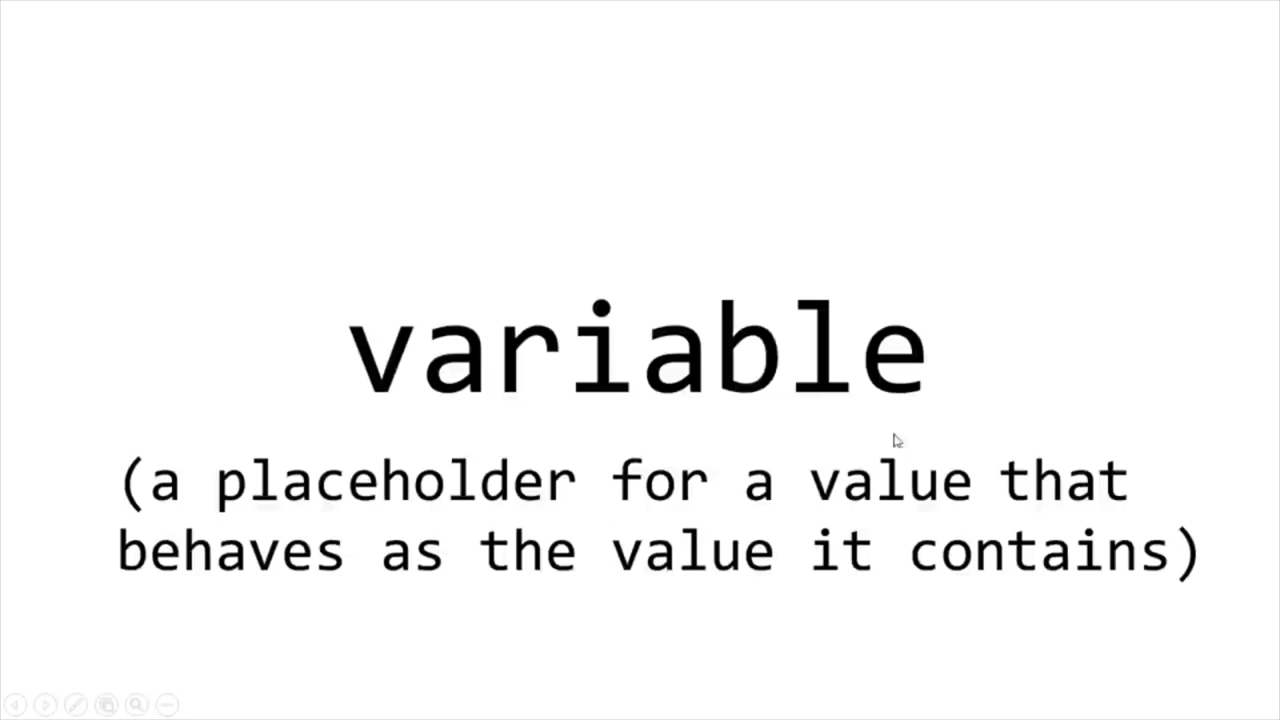 variable
(a placeholder for a value that
behaves as the value it contains)